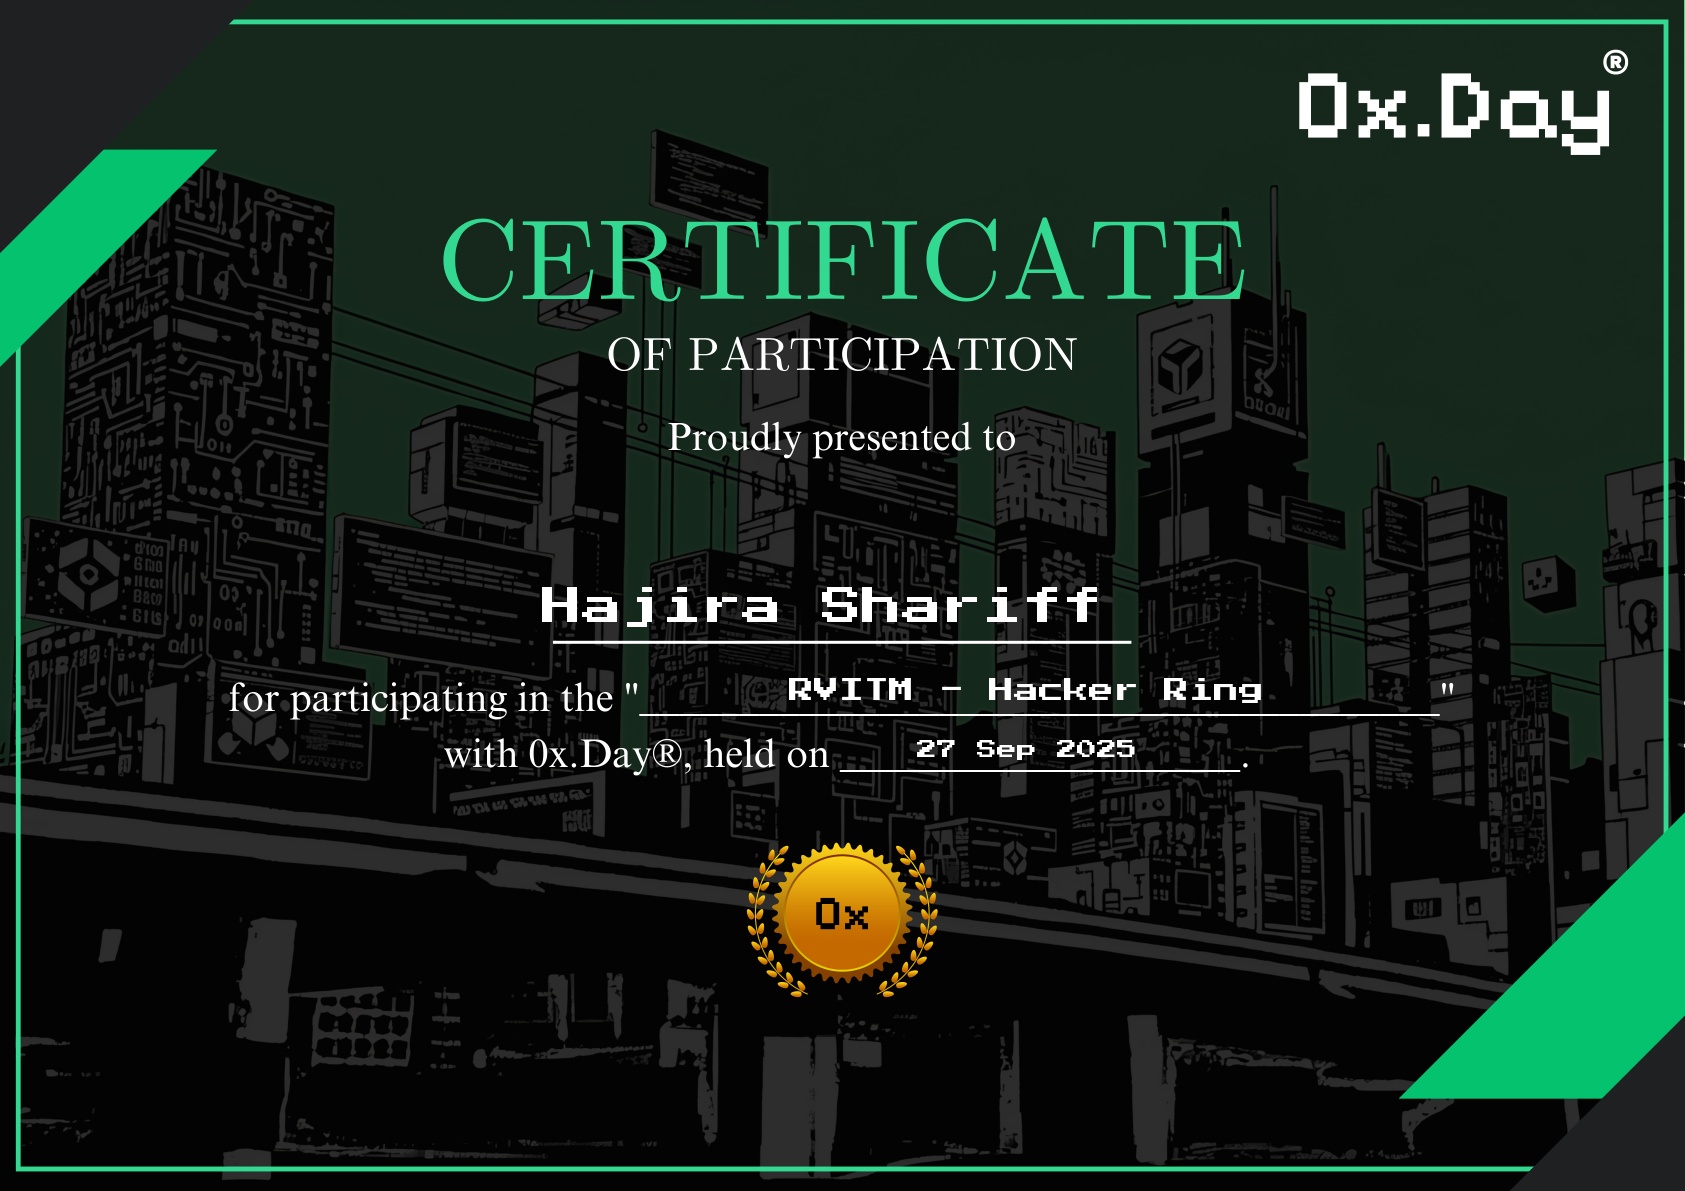 0x.Day®
CERTIFICATE
OF PARTICIPATION
Proudly presented to
Hajira Shariff
for participating in the "RVITM - Hacker Ring"
with 0x.Day®, held on 27 Sep 2025.
0x